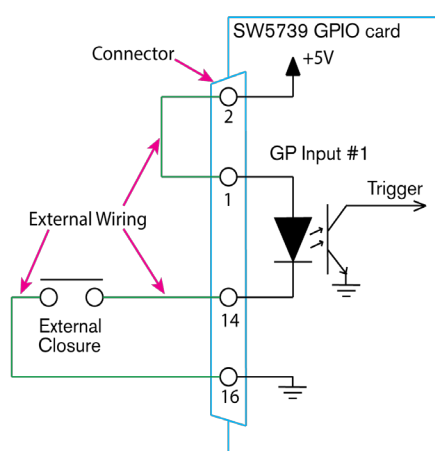 SW5739 GPIO card
Connector
+5V
2
GP Input #1
1
Trigger
External Wiring
14
External
Closure
16